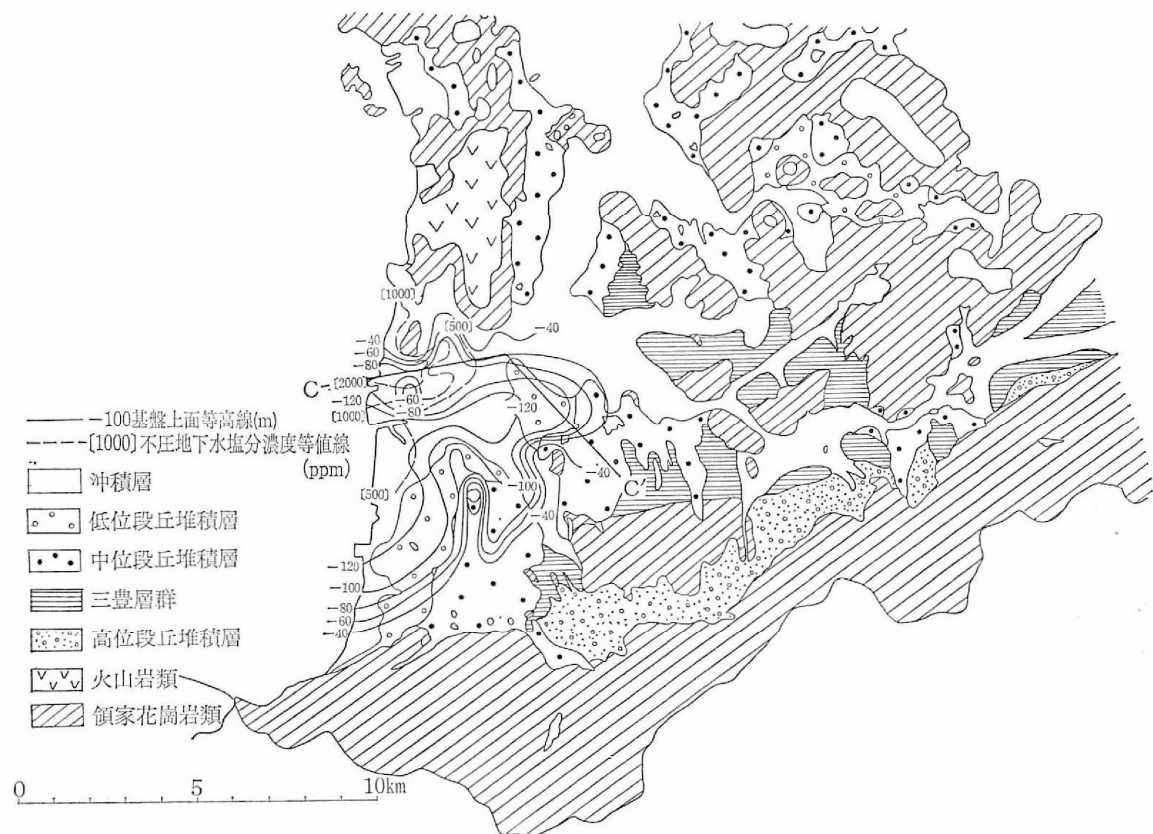 [1000]
[500]
−40
−40
−60
−80
C
[2000]
−120
−60
[1000]
−80
−120
−40
C′
−100基盤上面等高線(m)
[1000]不圧地下水塩分濃度等値線
(ppm)
[500]
−100
−40
沖積層
低位段丘堆積層
中位段丘堆積層
−120
−100
三豊層群
−80
−60
−40
高位段丘堆積層
火山岩類
領家花崗岩類
0 5 10km